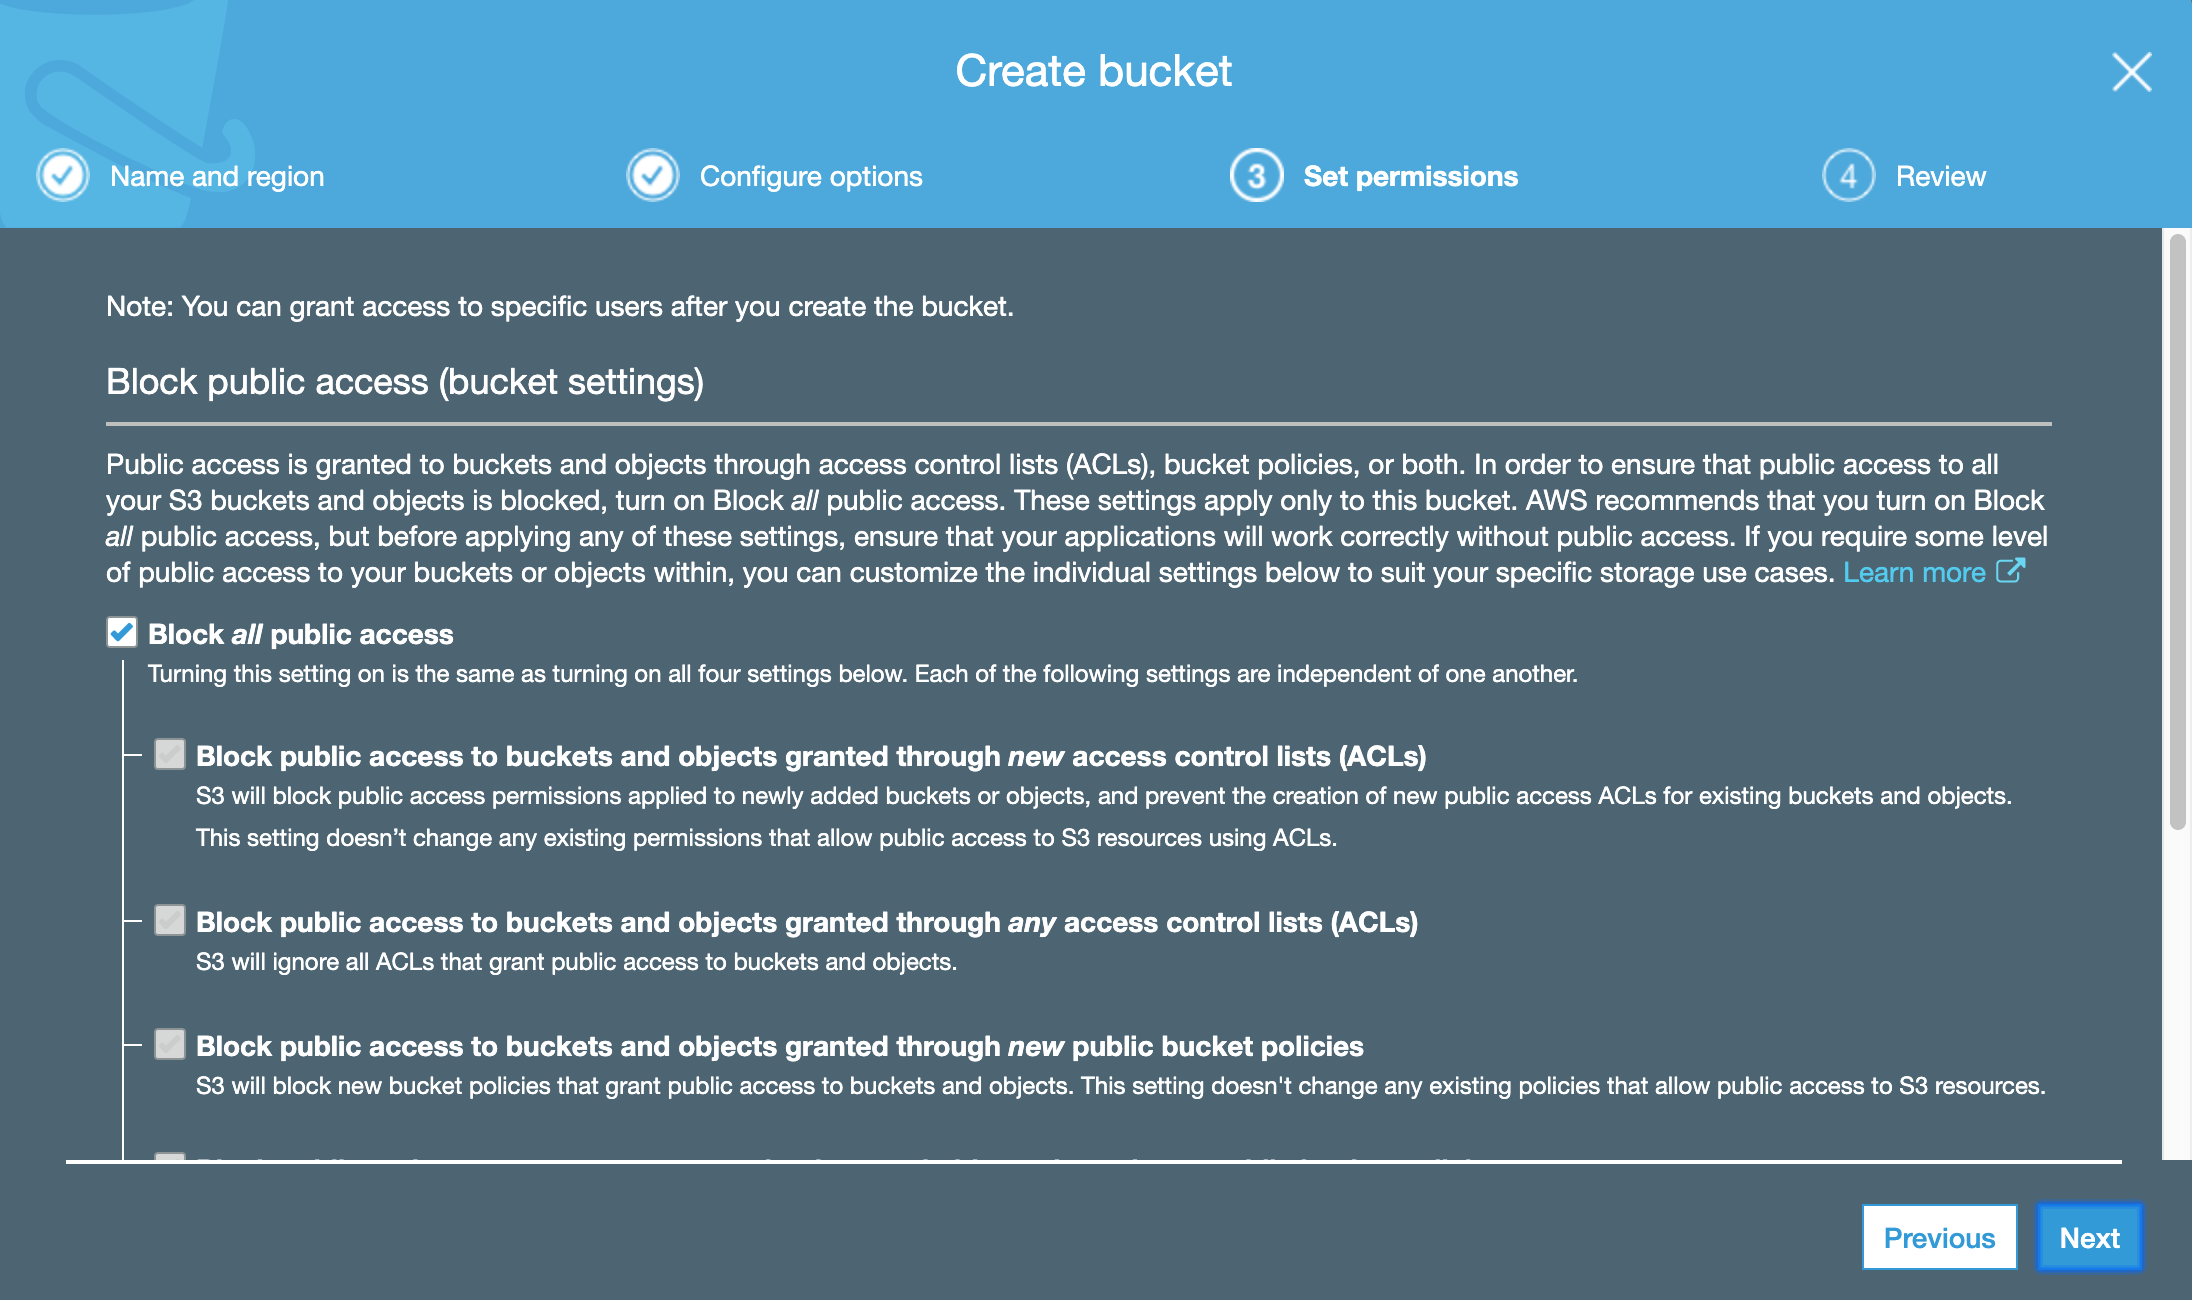 Create bucket
Name and region
Configure options
3 Set permissions
4 Review
Note: You can grant access to specific users after you create the bucket.
Block public access (bucket settings)
Public access is granted to buckets and objects through access control lists (ACLs), bucket policies, or both. In order to ensure that public access to all
your S3 buckets and objects is blocked, turn on Block all public access. These settings apply only to this bucket. AWS recommends that you turn on Block
all public access, but before applying any of these settings, ensure that your applications will work correctly without public access. If you require some level
of public access to your buckets or objects within, you can customize the individual settings below to suit your specific storage use cases. Learn more
Block all public access
Turning this setting on is the same as turning on all four settings below. Each of the following settings are independent of one another.
Block public access to buckets and objects granted through new access control lists (ACLs)
S3 will block public access permissions applied to newly added buckets or objects, and prevent the creation of new public access ACLs for existing buckets and objects.
This setting doesn’t change any existing permissions that allow public access to S3 resources using ACLs.
Block public access to buckets and objects granted through any access control lists (ACLs)
S3 will ignore all ACLs that grant public access to buckets and objects.
Block public access to buckets and objects granted through new public bucket policies
S3 will block new bucket policies that grant public access to buckets and objects. This setting doesn't change any existing policies that allow public access to S3 resources.
Previous
Next